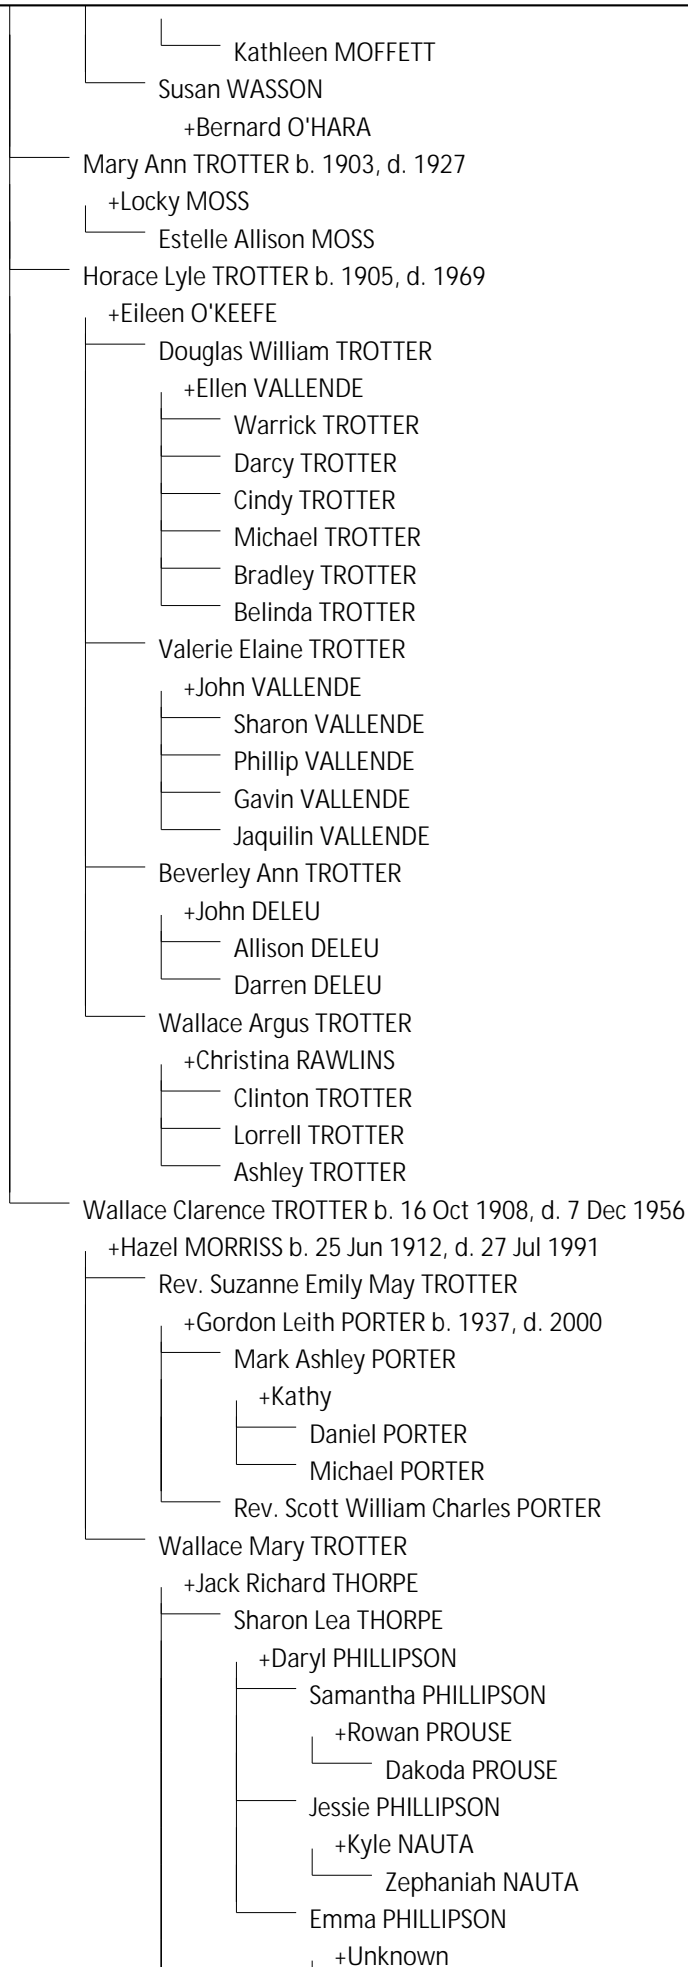 Kathleen MOFFETT
Susan WASSON
+Bernard O'HARA
Mary Ann TROTTER b. 1903, d. 1927
+Locky MOSS
Estelle Allison MOSS
Horace Lyle TROTTER b. 1905, d. 1969
+Eileen O'KEEFE
Douglas William TROTTER
+Ellen VALLENDE
Warrick TROTTER
Darcy TROTTER
Cindy TROTTER
Michael TROTTER
Bradley TROTTER
Belinda TROTTER
Valerie Elaine TROTTER
+John VALLENDE
Sharon VALLENDE
Phillip VALLENDE
Gavin VALLENDE
Jaquilin VALLENDE
Beverley Ann TROTTER
+John DELEU
Allison DELEU
Darren DELEU
Wallace Argus TROTTER
+Christina RAWLINS
Clinton TROTTER
Lorrell TROTTER
Ashley TROTTER
Wallace Clarence TROTTER b. 16 Oct 1908, d. 7 Dec 1956
+Hazel MORRISS b. 25 Jun 1912, d. 27 Jul 1991
Rev. Suzanne Emily May TROTTER
+Gordon Leith PORTER b. 1937, d. 2000
Mark Ashley PORTER
+Kathy
Daniel PORTER
Michael PORTER
Rev. Scott William Charles PORTER
Wallace Mary TROTTER
+Jack Richard THORPE
Sharon Lea THORPE
+Daryl PHILLIPSON
Samantha PHILLIPSON
+Rowan PROUSE
Dakoda PROUSE
Jessie PHILLIPSON
+Kyle NAUTA
Zephaniah NAUTA
Emma PHILLIPSON
+Unknown